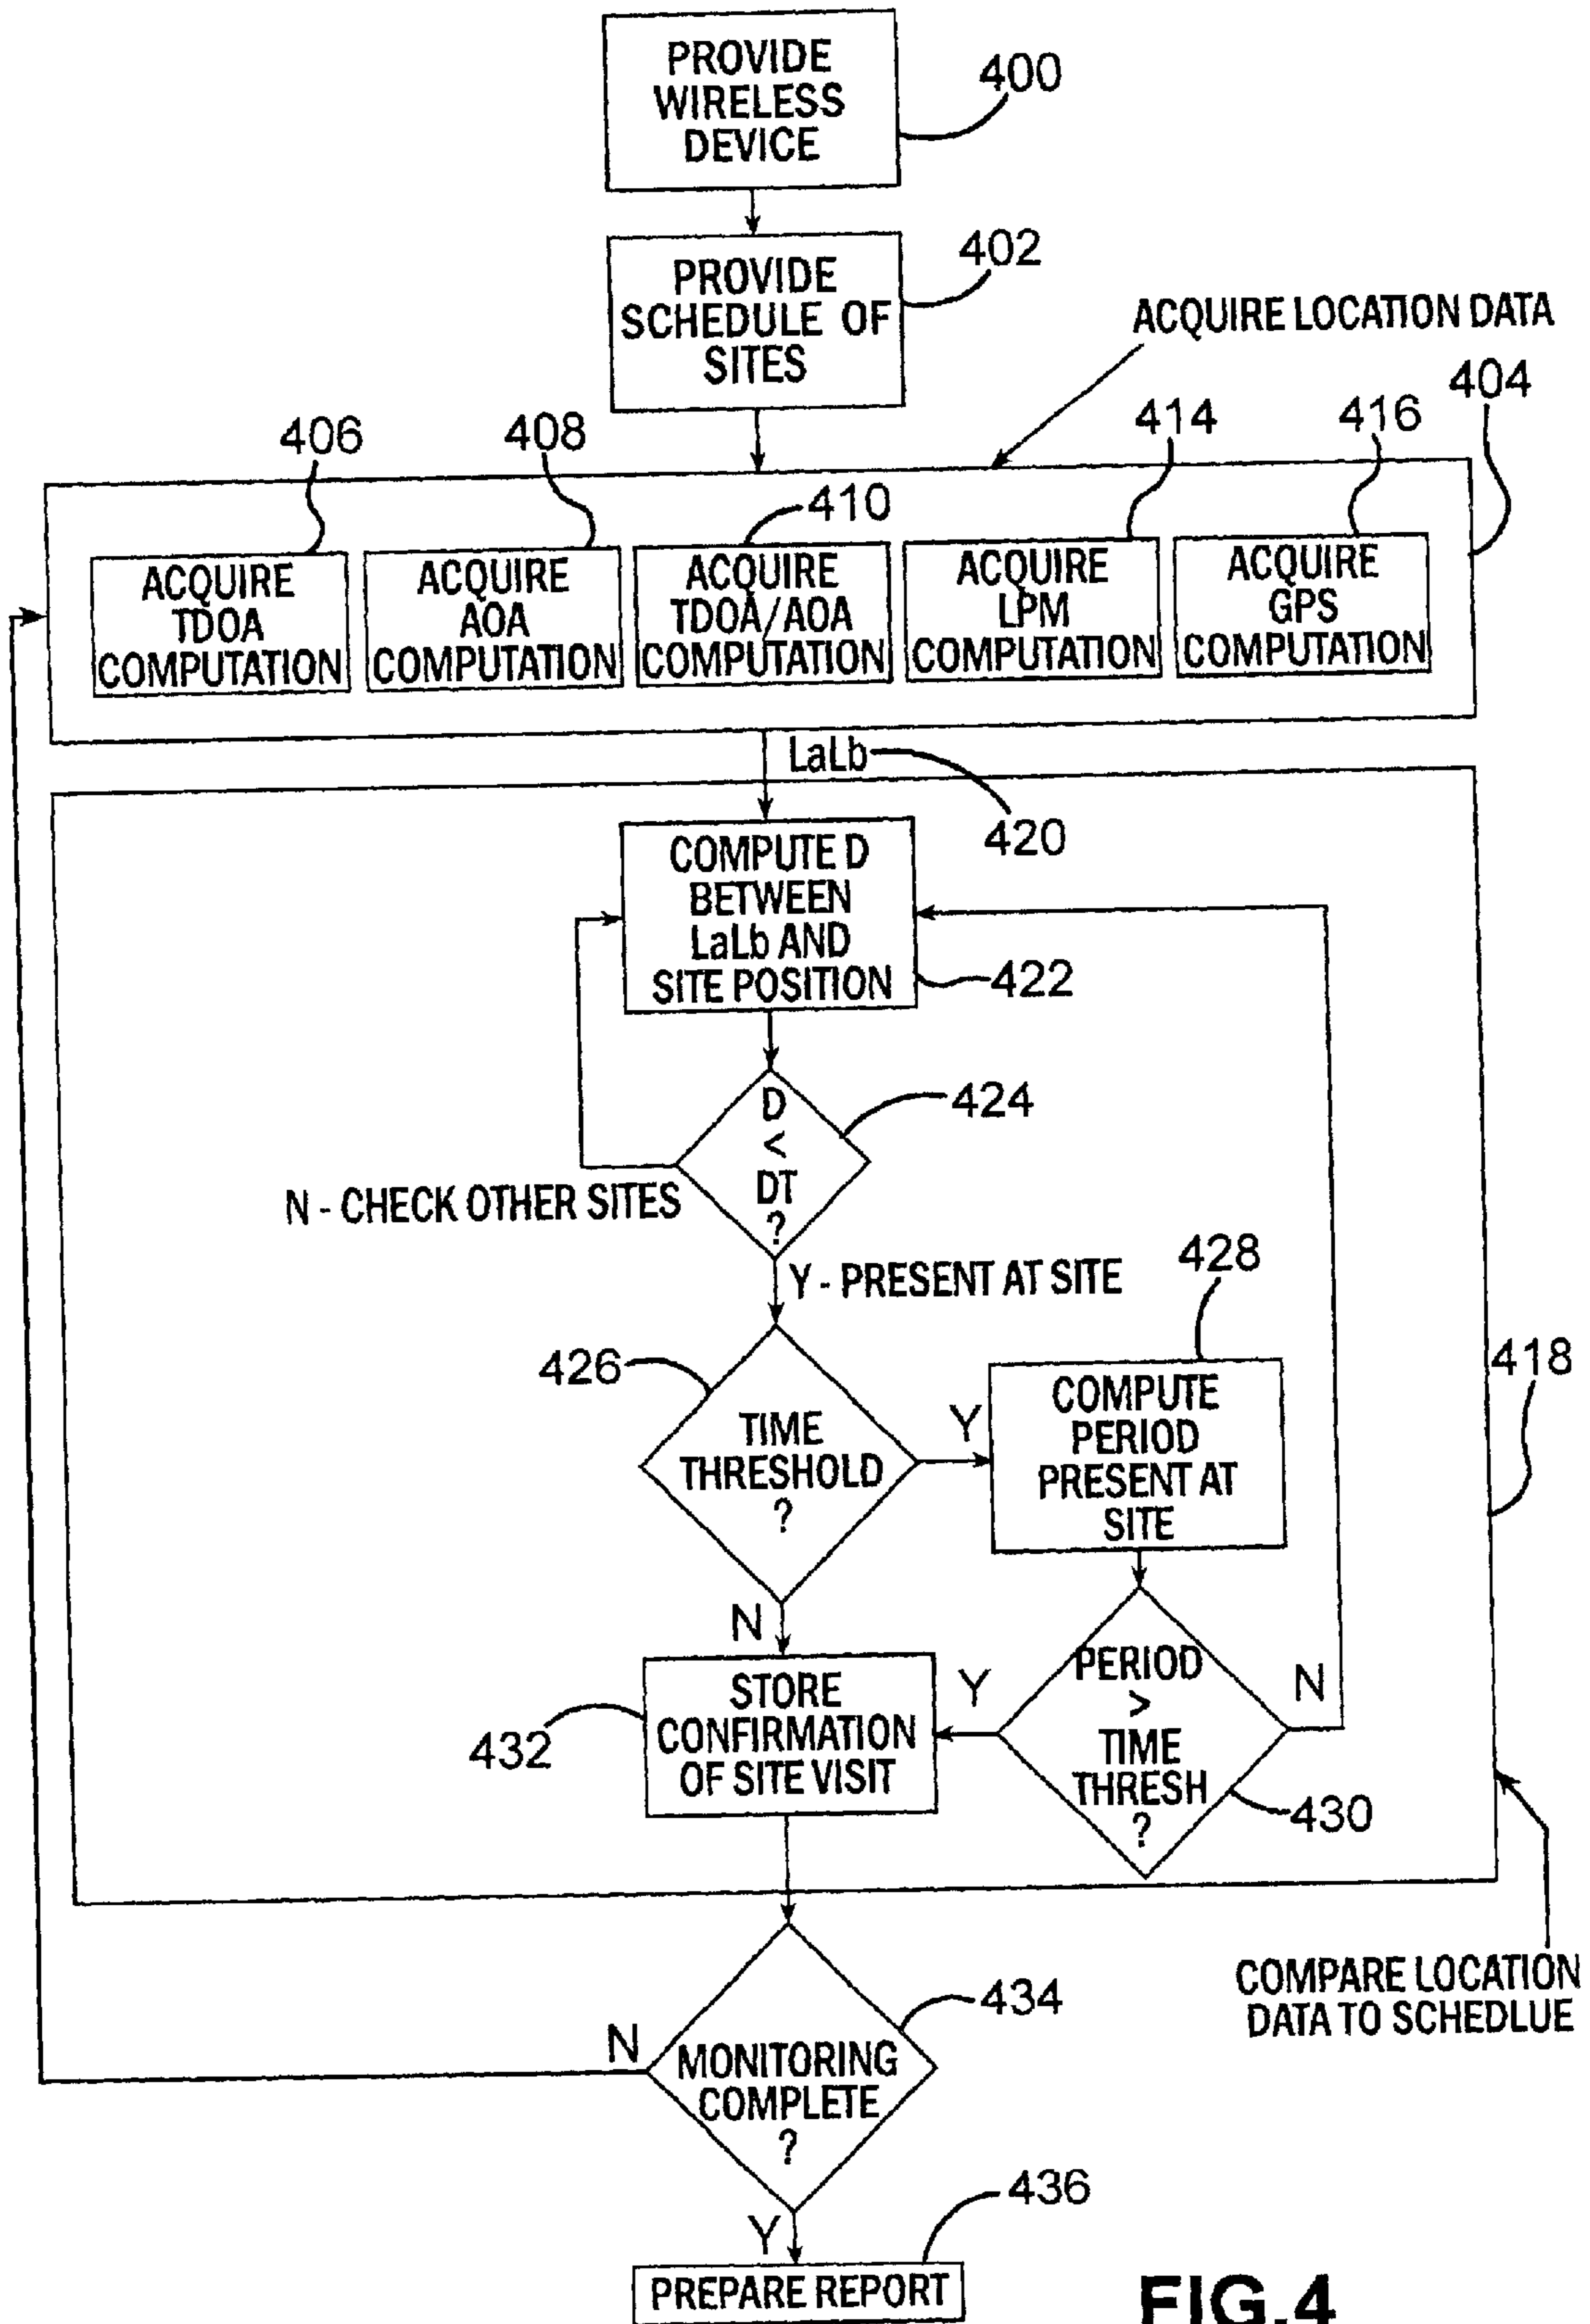 PROVIDE
WIRELESS
DEVICE
400
PROVIDE
SCHEDULE OF
SITES
402
ACQUIRE LOCATION DATA
404
406
408
410
414
416
ACQUIRE
TDOA
COMPUTATION
ACQUIRE
AOA
COMPUTATION
ACQUIRE
TDOA/AOA
COMPUTATION
ACQUIRE
LPM
COMPUTATION
ACQUIRE
GPS
COMPUTATION
LaLb
420
COMPUTE D
BETWEEN
LaLb AND
SITE POSITION
422
D
<
DT
?
424
N - CHECK OTHER SITES
Y - PRESENT AT SITE
426
TIME
THRESHOLD
?
Y
428
COMPUTE
PERIOD
PRESENT AT
SITE
418
N
STORE
CONFIRMATION
OF SITE VISIT
432
Y
PERIOD
>
TIME
THRESH
?
N
430
COMPARE LOCATION
DATA TO SCHEDLUE
434
N
MONITORING
COMPLETE
?
Y
436
PREPARE REPORT
FIG.4